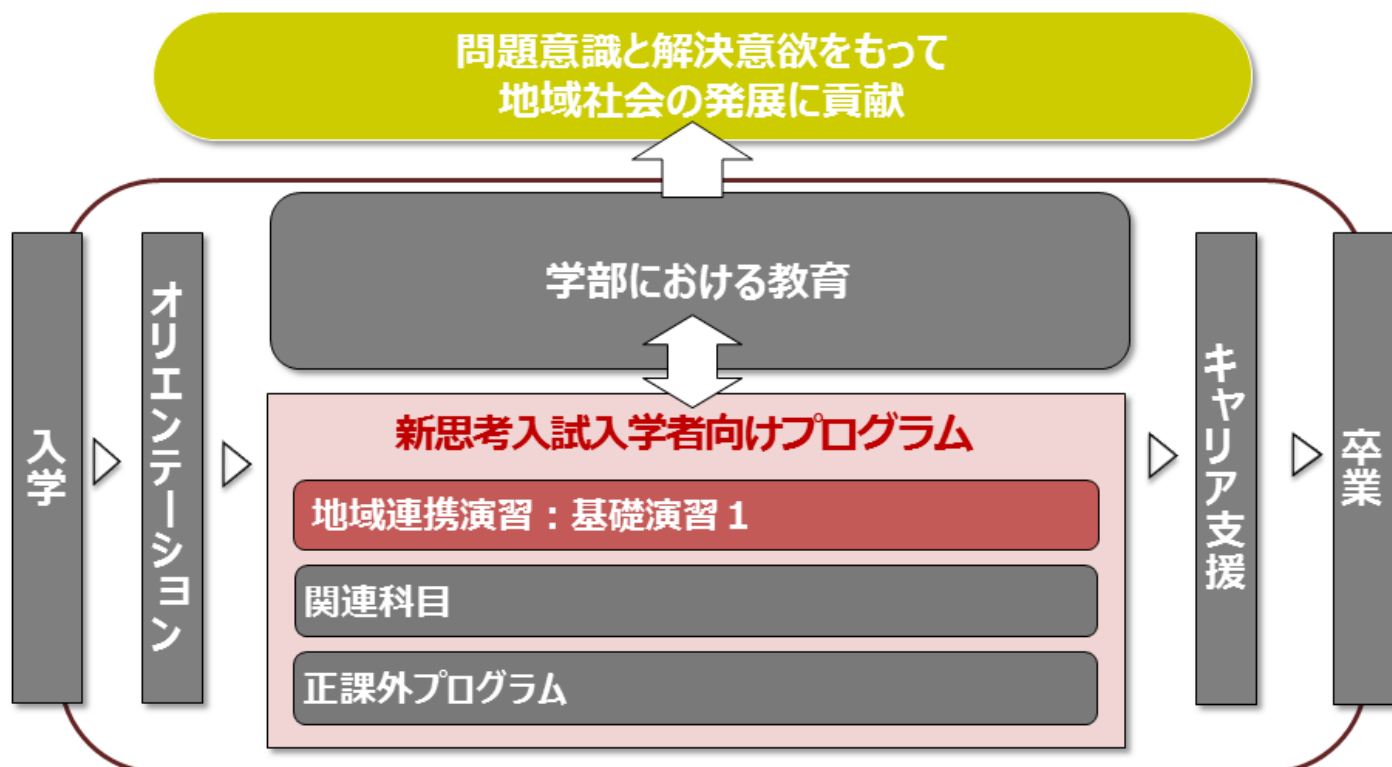 問題意識と解決意欲をもって
地域社会の発展に貢献
入学
オリエンテーション
学部における教育
新思考入試入学者向けプログラム
地域連携演習：基礎演習１
関連科目
正課外プログラム
キャリア支援
卒業